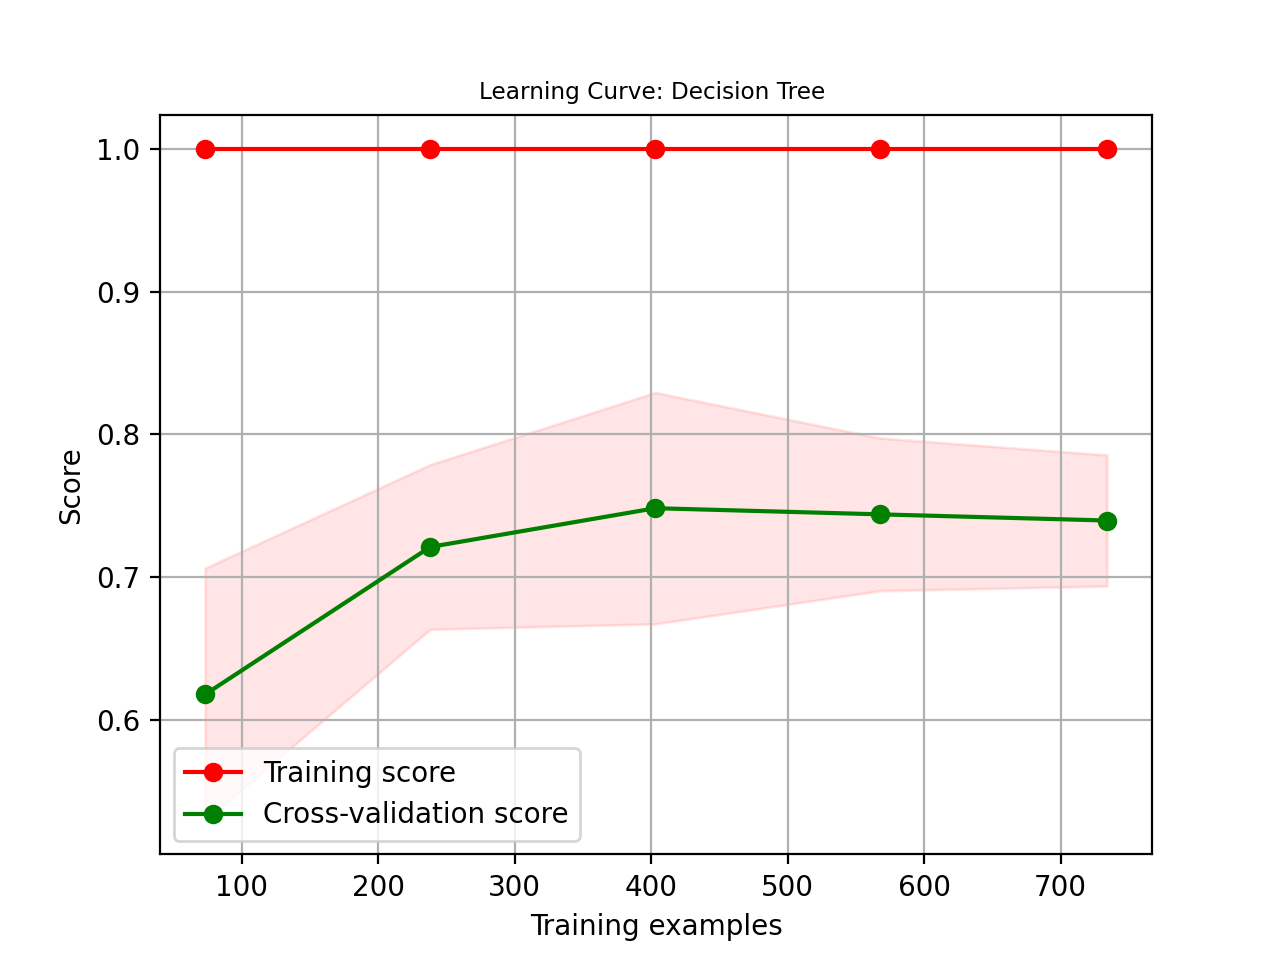 Learning Curve: Decision Tree
1.0
0.9
0.8
0.7
0.6
Score
Training score
Cross-validation score
100 200 300 400 500 600 700
Training examples